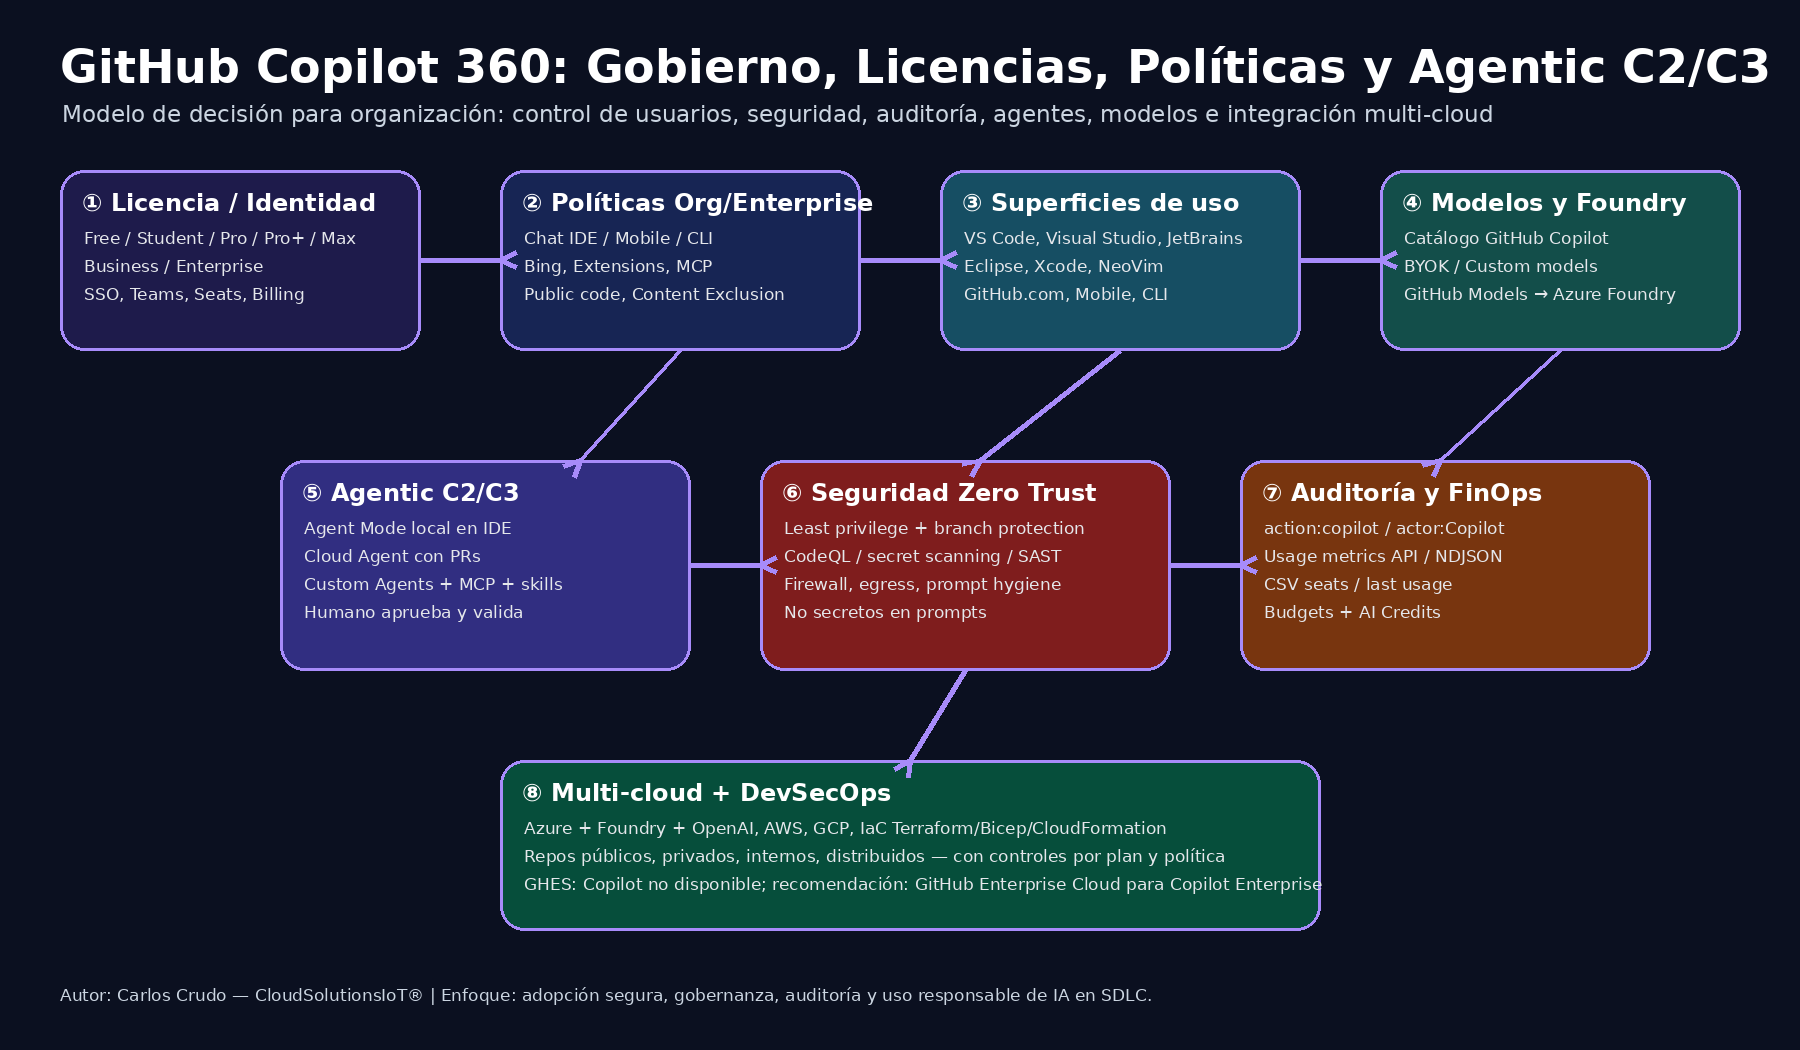 GitHub Copilot 360: Gobierno, Licencias, Políticas y Agentic C2/C3
Modelo de decisión para organización: control de usuarios, seguridad, auditoría, agentes, modelos e integración multi-cloud
① Licencia / Identidad
Free / Student / Pro / Pro+ / Max
Business / Enterprise
SSO, Teams, Seats, Billing
② Políticas Org/Enterprise
Chat IDE / Mobile / CLI
Bing, Extensions, MCP
Public code, Content Exclusion
③ Superficies de uso
VS Code, Visual Studio, JetBrains
Eclipse, Xcode, NeoVim
GitHub.com, Mobile, CLI
④ Modelos y Foundry
Catálogo GitHub Copilot
BYOK / Custom models
GitHub Models → Azure Foundry
⑤ Agentic C2/C3
Agent Mode local en IDE
Cloud Agent con PRs
Custom Agents + MCP + skills
Humano aprueba y valida
⑥ Seguridad Zero Trust
Least privilege + branch protection
CodeQL / secret scanning / SAST
Firewall, egress, prompt hygiene
No secretos en prompts
⑦ Auditoría y FinOps
action:copilot / actor:Copilot
Usage metrics API / NDJSON
CSV seats / last usage
Budgets + AI Credits
⑧ Multi-cloud + DevSecOps
Azure + Foundry + OpenAI, AWS, GCP, IaC Terraform/Bicep/CloudFormation
Repos públicos, privados, internos, distribuidos — con controles por plan y política
GHES: Copilot no disponible; recomendación: GitHub Enterprise Cloud para Copilot Enterprise
Autor: Carlos Crudo — CloudSolutionsIoT® | Enfoque: adopción segura, gobernanza, auditoría y uso responsable de IA en SDLC.